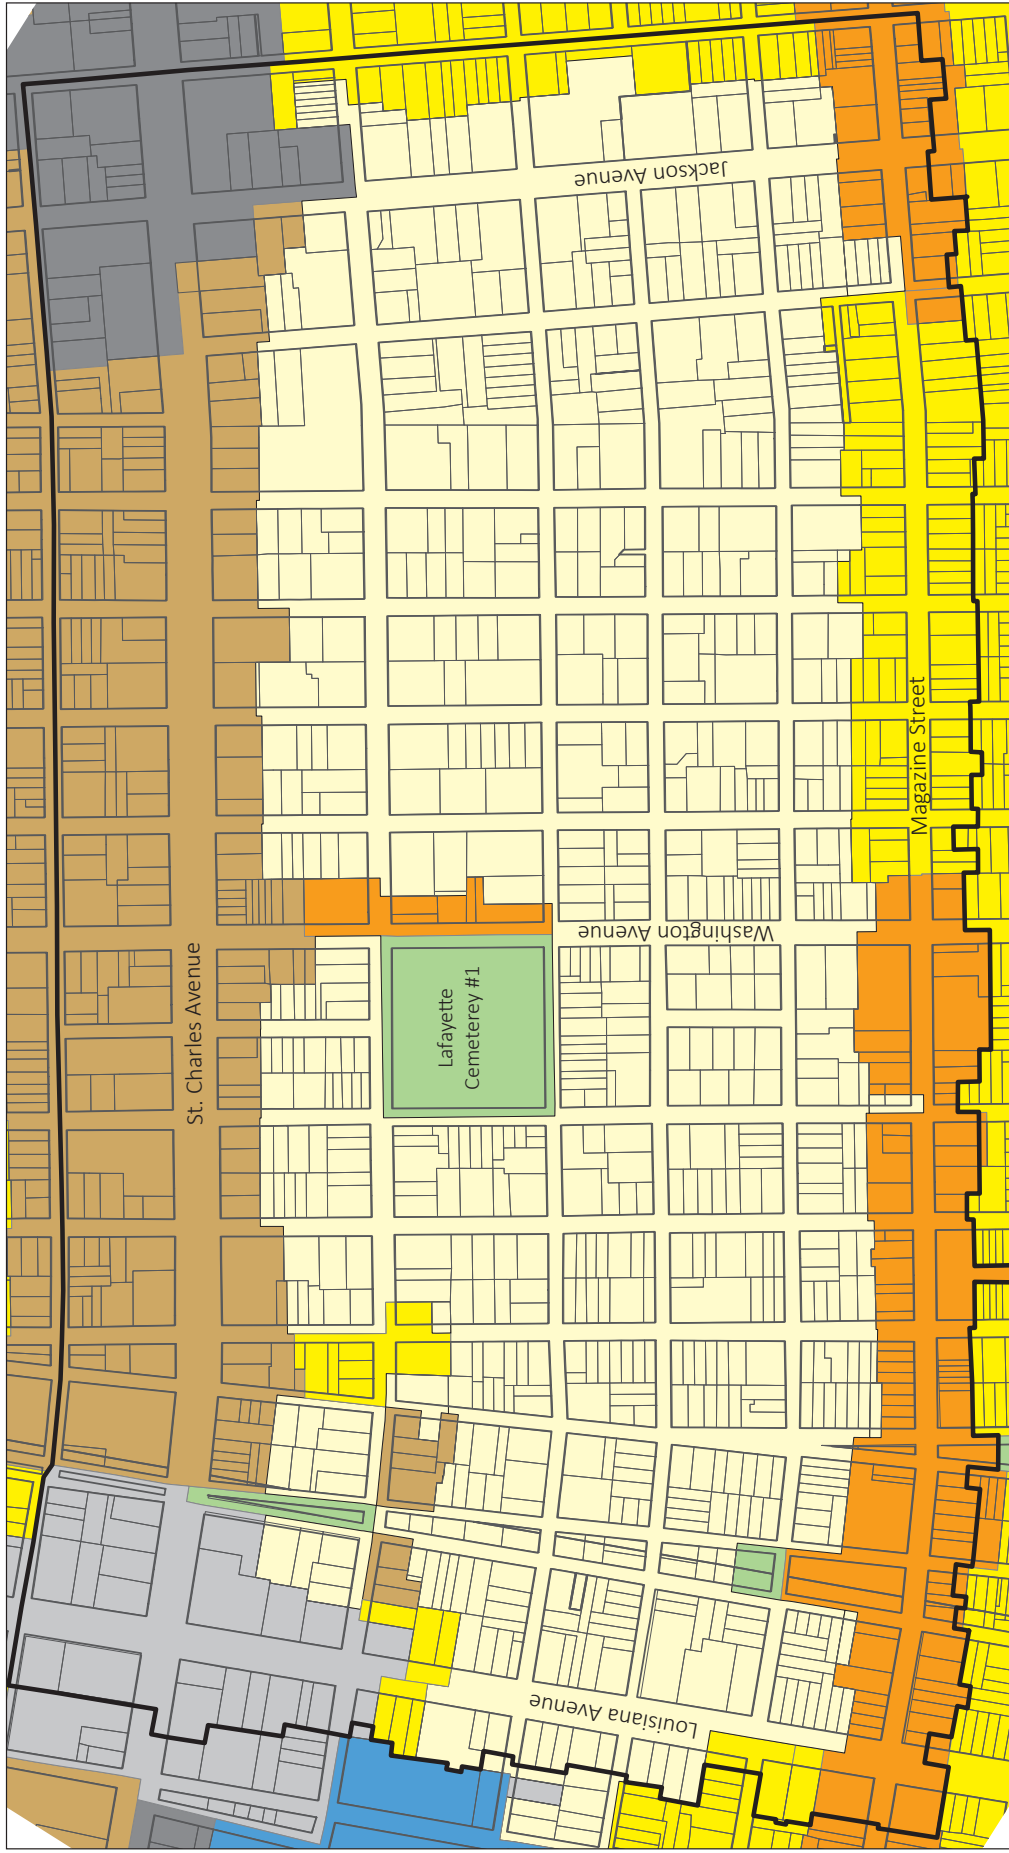 Jackson Avenue
Magazine Street
Washington Avenue
St. Charles Avenue
Lafayette
Cemeterey #1
Louisiana Avenue